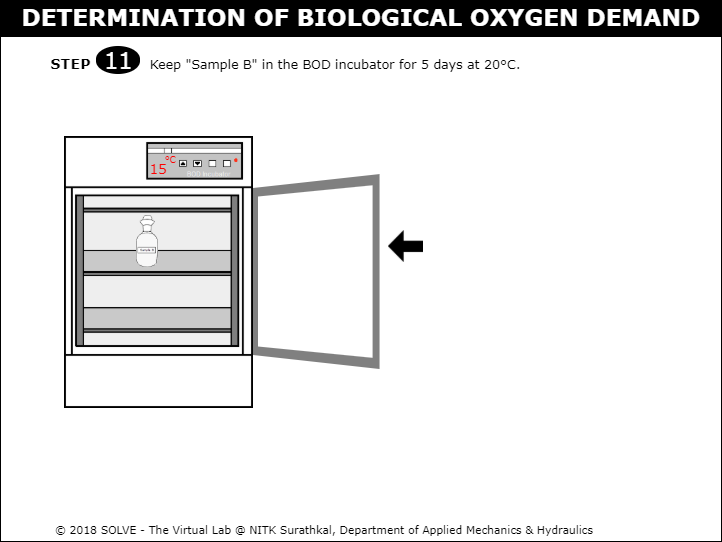 DETERMINATION OF BIOLOGICAL OXYGEN DEMAND
STEP 11 Keep "Sample B" in the BOD incubator for 5 days at 20°C.
15 °C
BOD Incubator
Sample B
© 2018 SOLVE - The Virtual Lab @ NITK Surathkal, Department of Applied Mechanics & Hydraulics